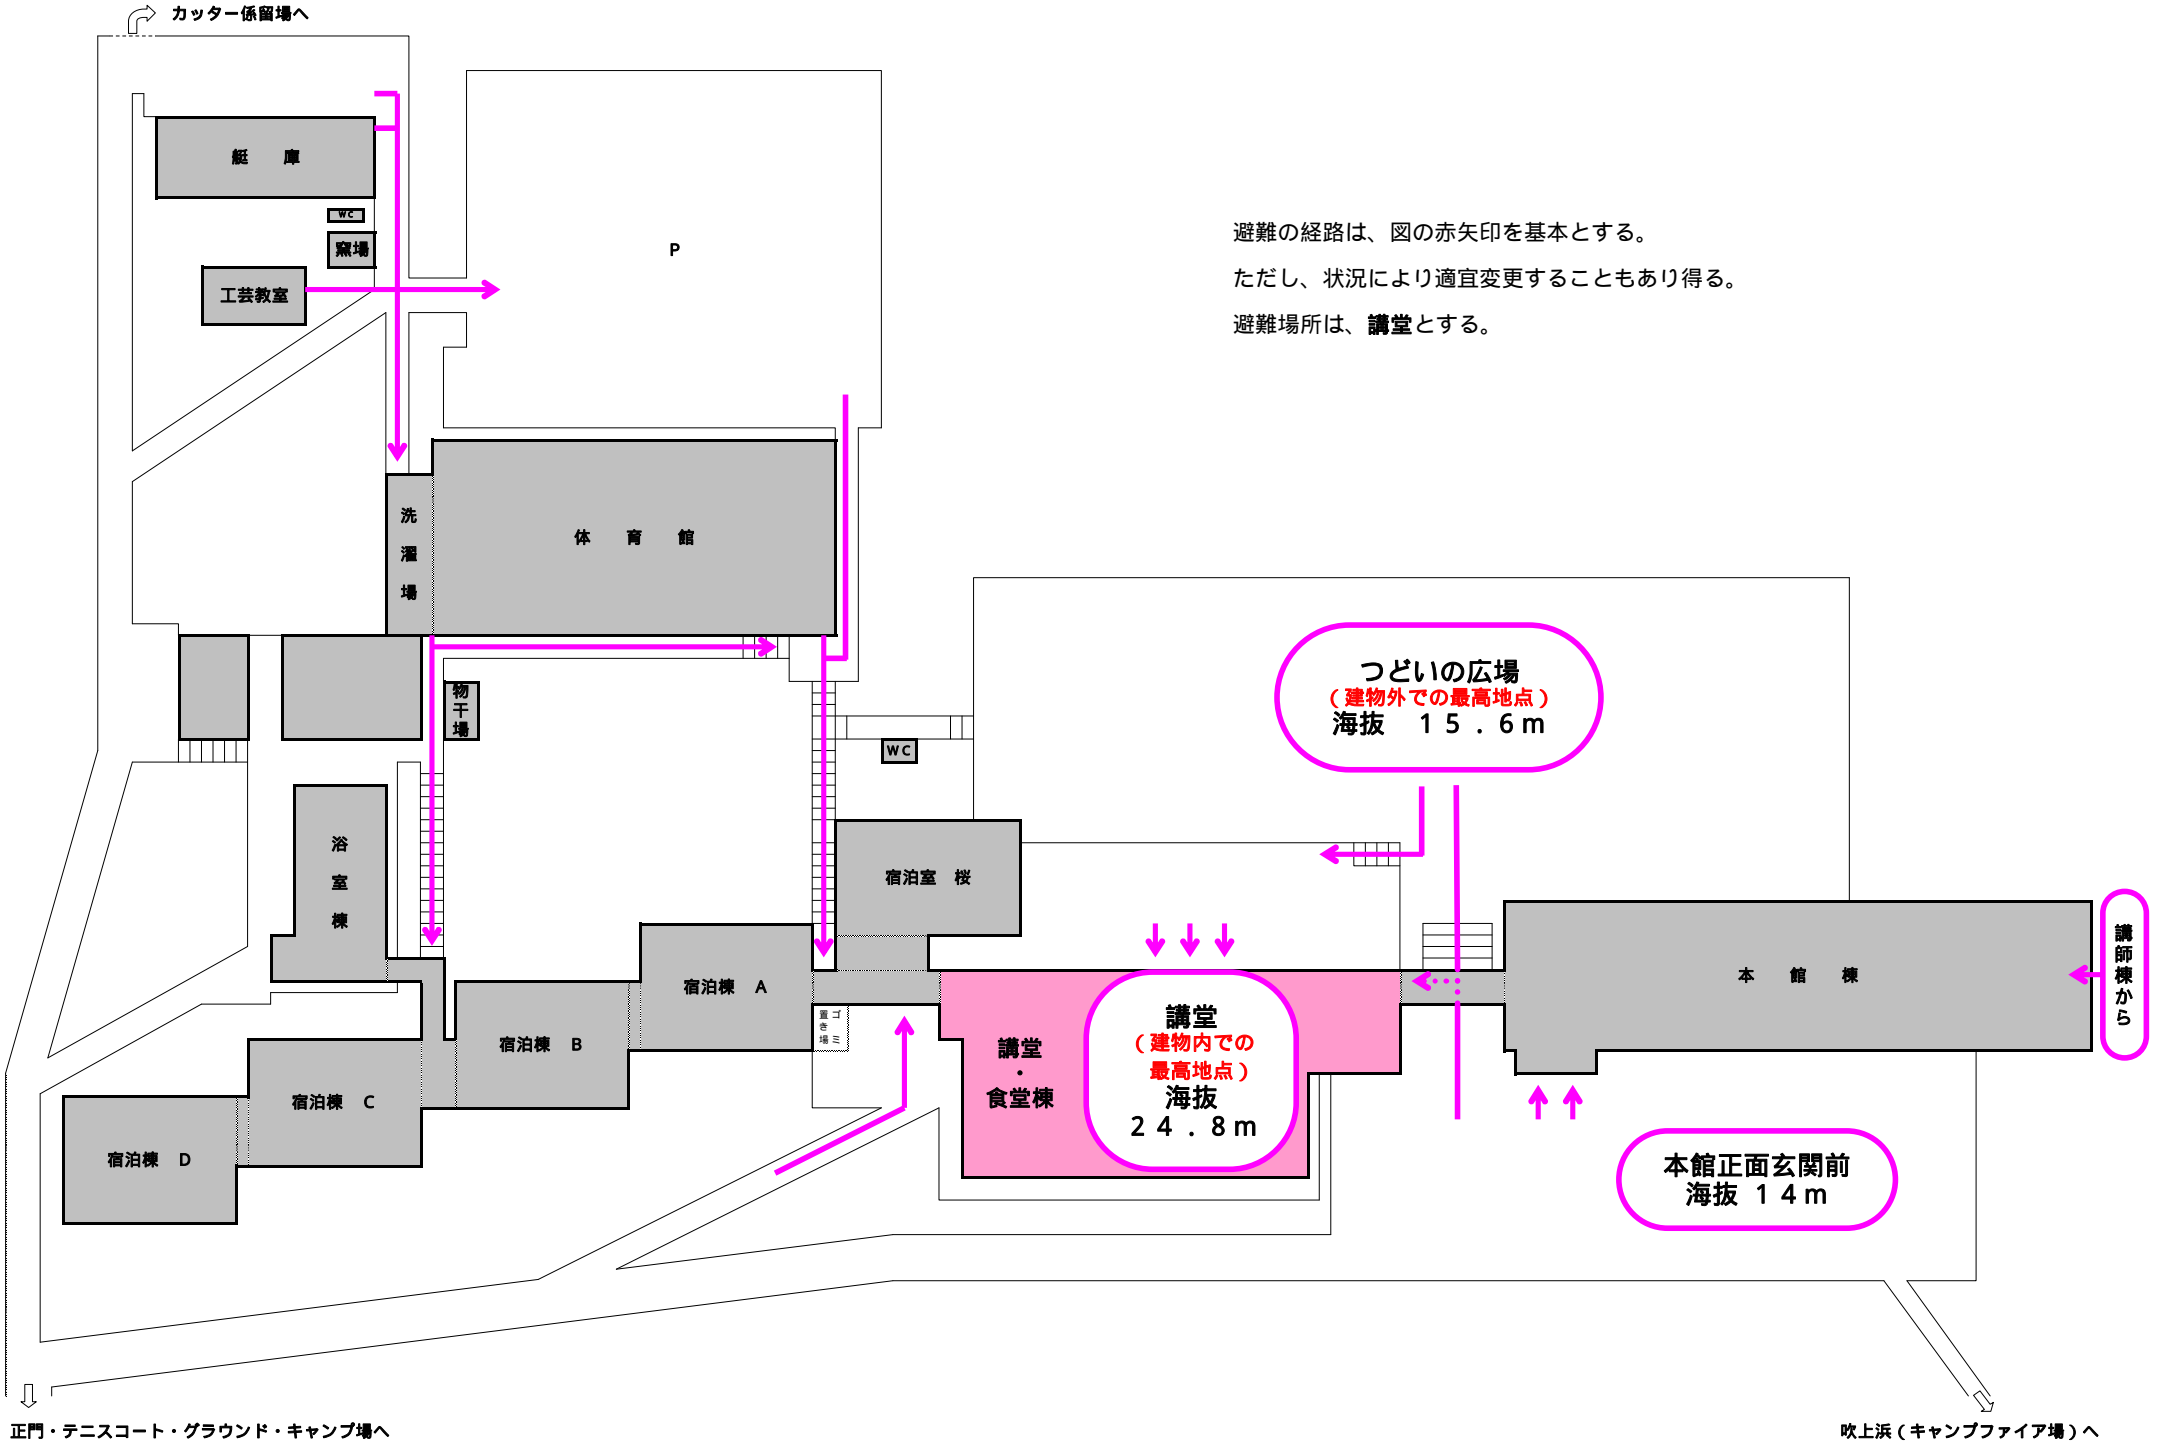 カッター係留場へ
艇　庫
WC
窯場
工芸教室
P
避難の経路は、図の赤矢印を基本とする。
ただし、状況により適宜変更することもあり得る。
避難場所は、講堂とする。
洗濯場
体　育　館
物干場
つどいの広場
（建物外での最高地点）
海抜　１５．６ｍ
WC
浴室棟
宿泊室　桜
宿泊棟　A
本　館　棟
講師棟から
ゴミ
置き場
宿泊棟　B
講堂
・
食堂棟
講堂
（建物内での
最高地点）
海抜
２４．８ｍ
宿泊棟　C
宿泊棟　D
本館正面玄関前
海抜 １４ｍ
正門・テニスコート・グラウンド・キャンプ場へ
吹上浜（キャンプファイア場）へ